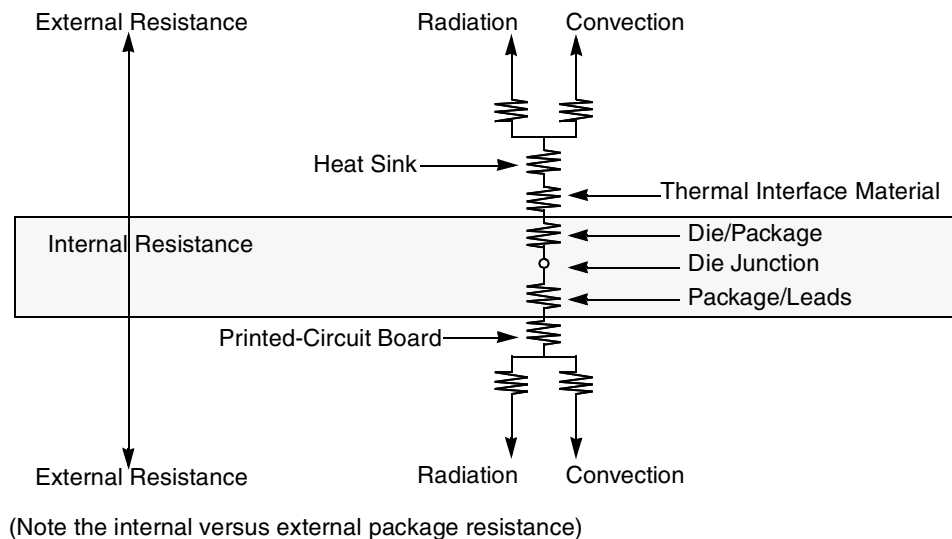 External Resistance
Radiation
Convection
Heat Sink
Thermal Interface Material
Internal Resistance
Die/Package
Die Junction
Package/Leads
Printed-Circuit Board
External Resistance
Radiation
Convection
(Note the internal versus external package resistance)